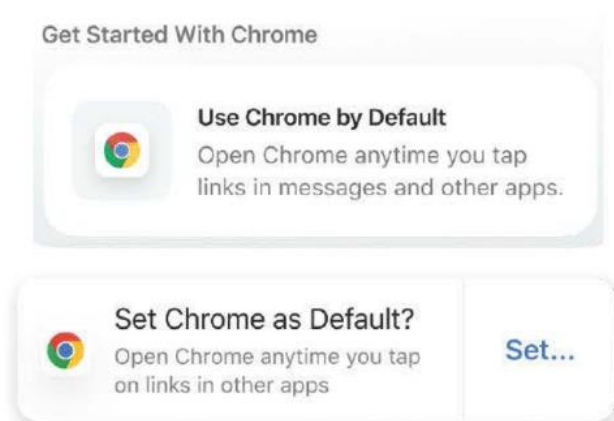 Get Started With Chrome
Use Chrome by Default
Open Chrome anytime you tap
links in messages and other apps.
Set Chrome as Default?
Open Chrome anytime you tap
on links in other apps
Set...